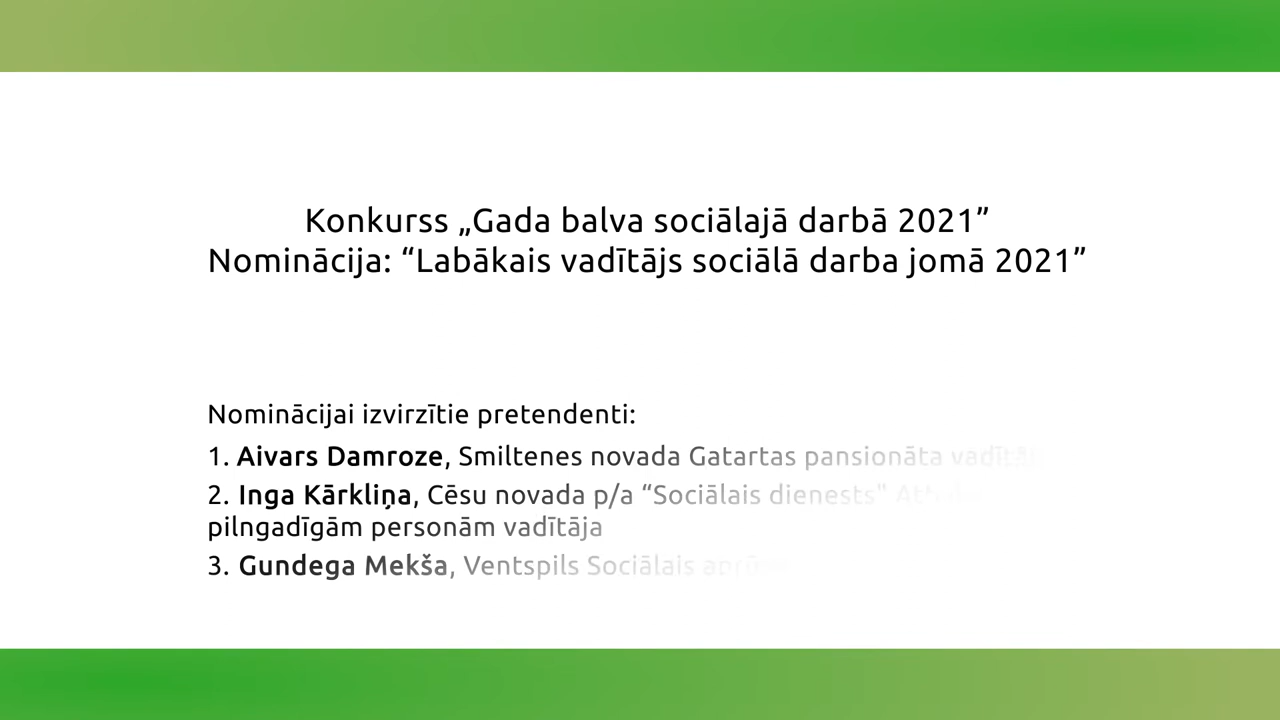 Konkurss „Gada balva sociālajā darbā 2021”
Nominācija: “Labākais vadītājs sociālā darba jomā 2021”
Nominācijai izvirzītie pretendenti:
1. Aivars Damroze, Smiltenes novada Gatartas pansionāta
2. Inga Kārkliņa, Cēsu novada p/a “Sociālais dienests"
pilngadīgām personām vadītāja
3. Gundega Mekša, Ventspils Sociālais